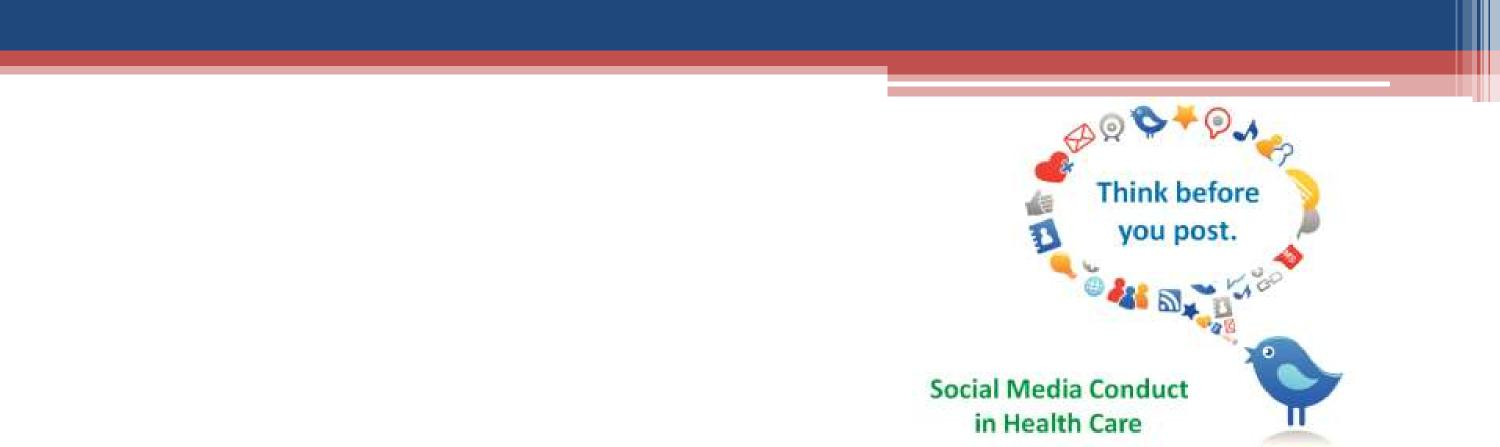 Think before
you post.
Social Media Conduct
in Health Care